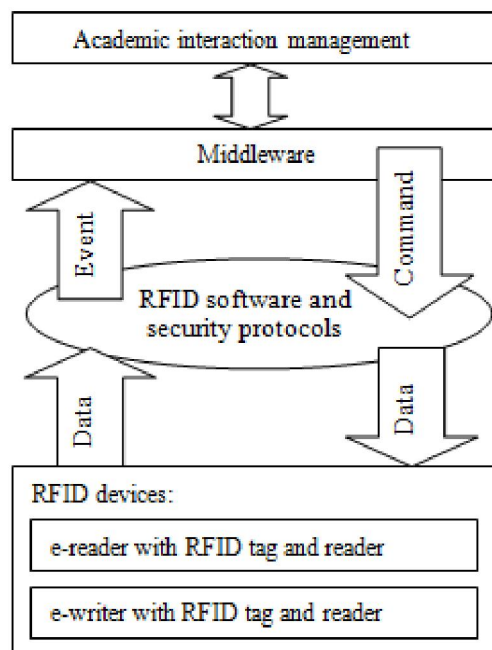 Academic interaction management
Middleware
Event
Command
RFID software and
security protocols
Data
Data
RFID devices:
e-reader with RFID tag and reader
e-writer with RFID tag and reader